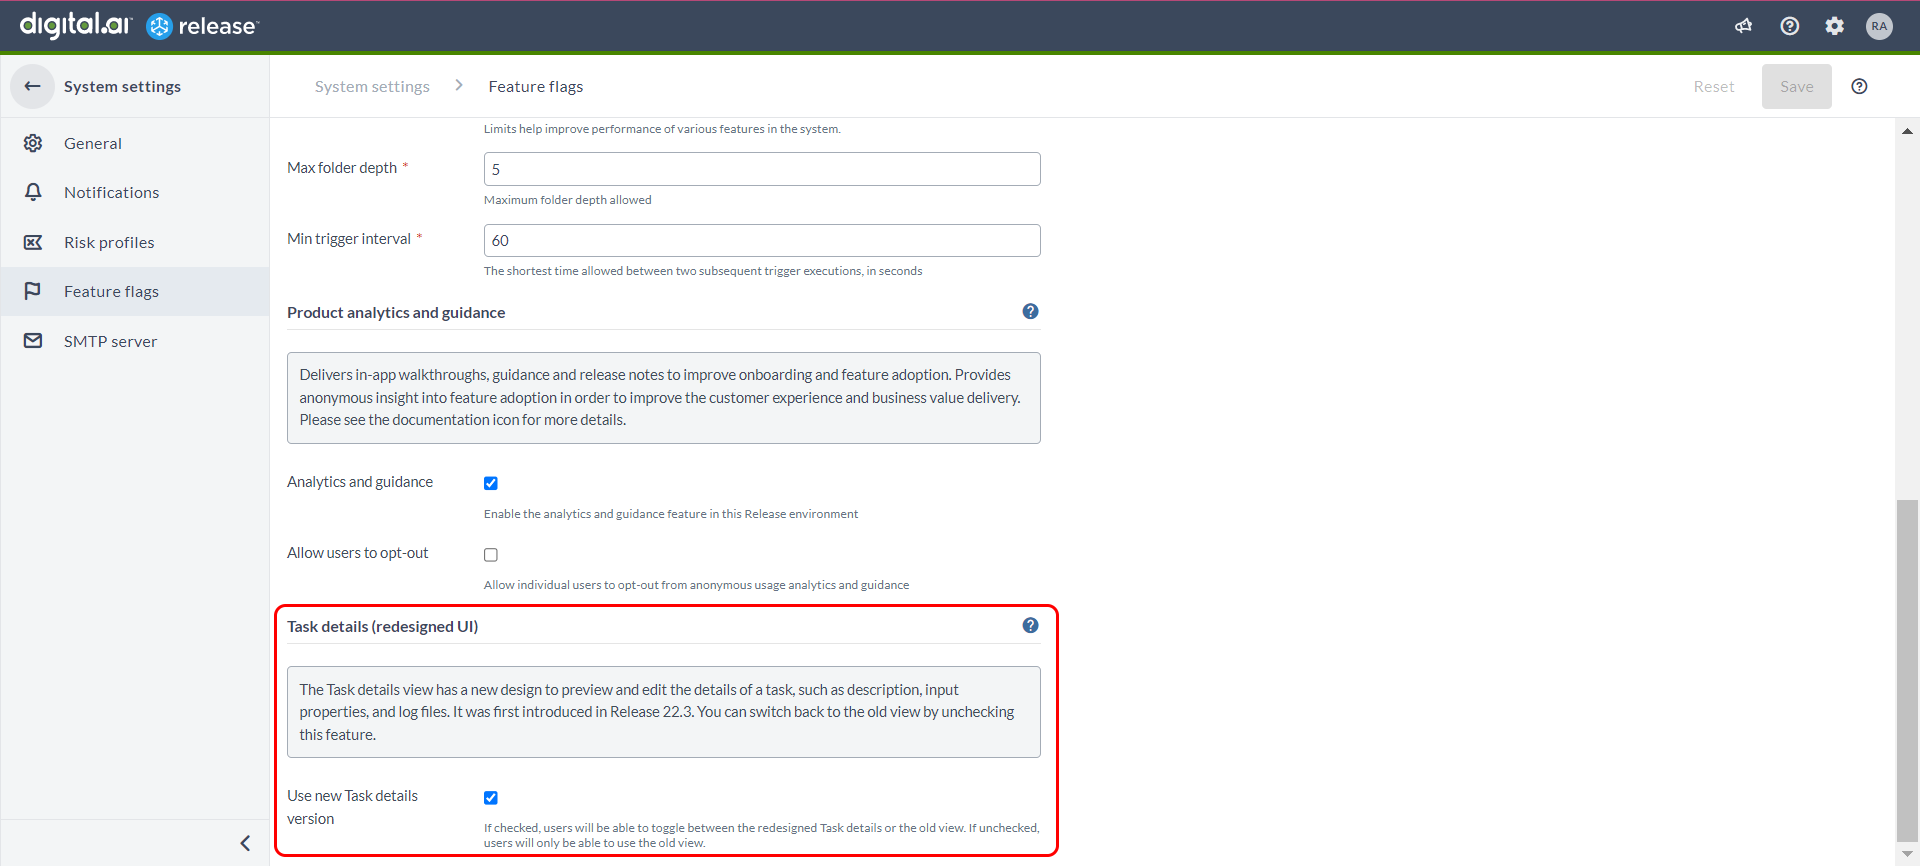 digital.ai release
RA
System settings
System settings > Feature flags
Reset
Save
General
Notifications
Risk profiles
Feature flags
SMTP server
Limits help improve performance of various features in the system.
Max folder depth *
5
Maximum folder depth allowed
Min trigger interval *
60
The shortest time allowed between two subsequent trigger executions, in seconds
Product analytics and guidance
Delivers in-app walkthroughs, guidance and release notes to improve onboarding and feature adoption. Provides
anonymous insight into feature adoption in order to improve the customer experience and business value delivery.
Please see the documentation icon for more details.
Analytics and guidance
Enable the analytics and guidance feature in this Release environment
Allow users to opt-out
Allow individual users to opt-out from anonymous usage analytics and guidance
Task details (redesigned UI)
The Task details view has a new design to preview and edit the details of a task, such as description, input
properties, and log files. It was first introduced in Release 22.3. You can switch back to the old view by unchecking
this feature.
Use new Task details
version
If checked, users will be able to toggle between the redesigned Task details or the old view. If unchecked,
users will only be able to use the old view.